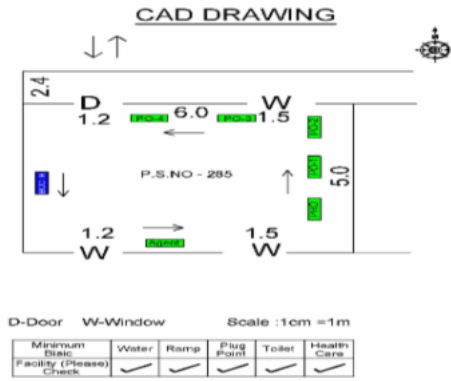 CAD DRAWING
2.4
D 6.0 W
1.2 PO-4 PO-3 1.5
PO-2
P.S.NO - 285
PO-1
5.0
PRO
1.2 1.5
Agent
W W
D-Door W-Window Scale :1cm =1m
Minimum Water Ramp Plug Toilet Health
Bisic Point Care
Facility (Please)
Check